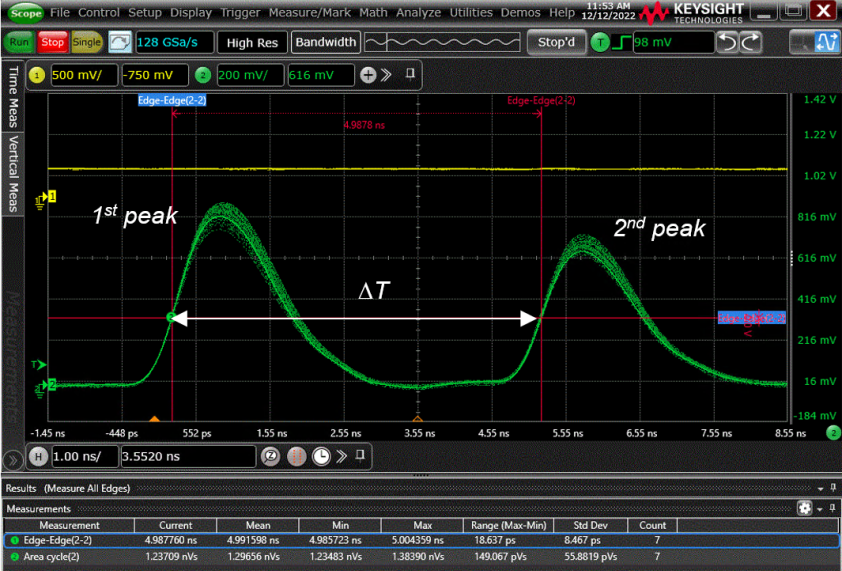 Scope File Control Setup Display Trigger Measure/Mark Math Analyze Utilities Demos Help 11:53 AM 12/12/2022 KEYSIGHT TECHNOLOGIES X
Run Stop Single 128 GSa/s High Res Bandwidth Stop'd T 98 mV
1 500 mV/ -750 mV 2 200 mV/ 616 mV
Time Meas
Vertical Meas
Measurements
Edge-Edge(2-2) Edge-Edge(2-2) 1.42 V
4.9878 ns
1.22 V
1.02 V
1
1st peak 816 mV
2nd peak
616 mV
ΔT 416 mV
2
216 mV
T
2 16 mV
-184 mV
-1.45 ns -448 ps 552 ps 1.55 ns 2.55 ns 3.55 ns 4.55 ns 5.55 ns 6.55 ns 7.55 ns 8.55 ns 2
H 1.00 ns/ 3.5520 ns
Results (Measure All Edges)
Measurements
Measurement Current Mean Min Max Range (Max-Min) Std Dev Count
1 Edge-Edge(2-2) 4.987760 ns 4.991598 ns 4.985723 ns 5.004359 ns 18.637 ps 8.467 ps 7
2 Area cycle(2) 1.23709 nVs 1.29656 nVs 1.23483 nVs 1.38390 nVs 149.067 pVs 55.8819 pVs 7